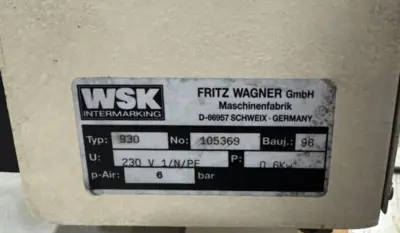 WSK
INTERMARKING
FRITZ WAGNER GmbH
Maschinenfabrik
D-66957 SCHWEIX · GERMANY
Typ: 930 No: 105369 Bauj.: 96
U: 230 V 1/N/PE P: 0.6Kw
p-Air: 6 bar